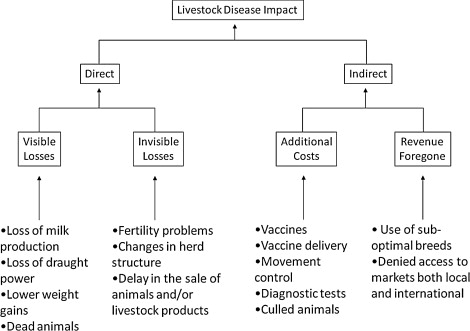 Livestock Disease Impact
Direct
Indirect
Visible
Losses
Invisible
Losses
Additional
Costs
Revenue
Foregone
•Loss of milk
production
•Loss of draught
power
•Lower weight
gains
•Dead animals
•Fertility problems
•Changes in herd
structure
•Delay in the sale of
animals and/or
livestock products
•Vaccines
•Vaccine delivery
•Movement
control
•Diagnostic tests
•Culled animals
• Use of sub-
optimal breeds
•Denied access to
markets both local
and international